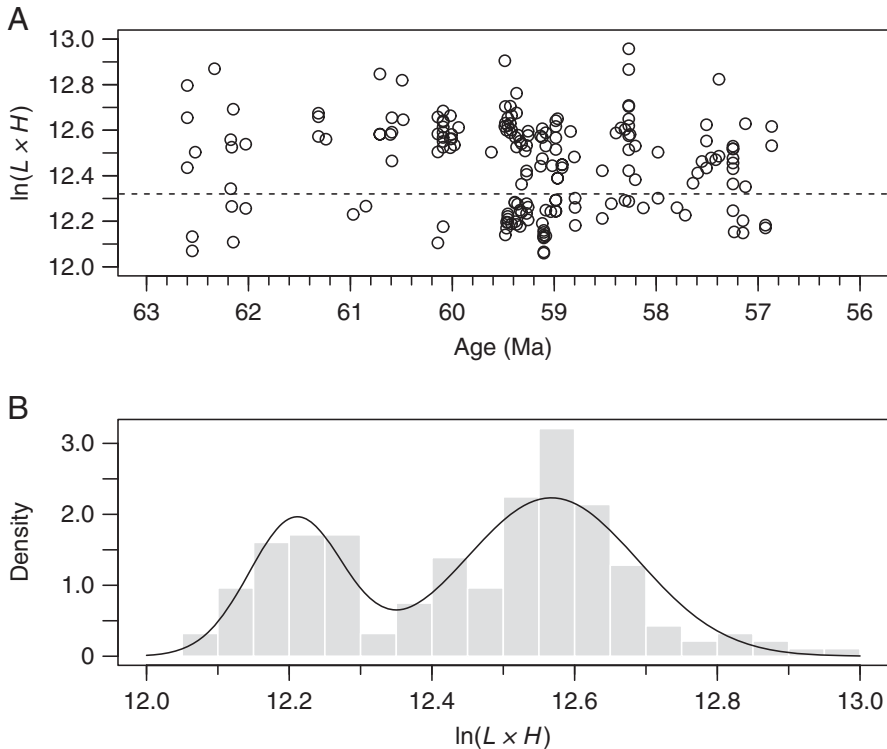 A
ln(L × H)
13.0
12.8
12.6
12.4
12.2
12.0
63 62 61 60 59 58 57 56
Age (Ma)
B
Density
3.0
2.0
1.0
0
12.0 12.2 12.4 12.6 12.8 13.0
ln(L × H)